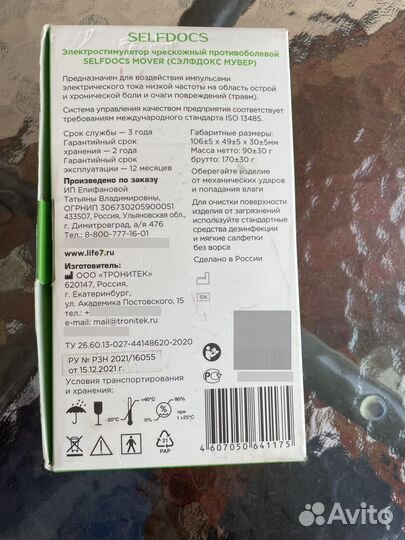 SELFDOCS
Электростимулятор чрескожный противоболевой
SELFDOCS MOVER (СЭЛФДОКС МУВЕР)
Предназначен для воздействия импульсами
электрического тока низкой частоты на область острой
и хронической боли и очаги повреждений (травм).
Система управления качеством предприятия соответствует
требованиям международного стандарта ISO 13485.
Срок службы – 3 года
Гарантийный срок
хранения – 2 года
Гарантийный срок
эксплуатации – 12 месяцев
Произведено по заказу
ИП Епифановой
Татьяны Владимировны,
ОГРНИП 306730205900051
433507, Россия, Ульяновская обл.,
г. Димитровград, а/я 476
Тел.: 8-800-777-16-01
www.life7.ru
Изготовитель:
ООО «ТРОНИТЕК»
620147, Россия,
г. Екатеринбург,
ул. Академика Постовского, 15
тел.: +
e-mail: mail@tronitek.ru
ТУ 26.60.13-027-44148620-2020
РУ № РЗН 2021/16055
от 15.12.2021 г.
Условия транспортирования
и хранения:
-20°C
+40°C
0%
80%
при
t +25°C
21
PAP
Габаритные размеры:
106±5 х 49±5 х 30±5мм
Масса нетто: 90±30 г
брутто: 170±30 г
Оберегайте изделие
от механических ударов
и попадания влаги
Для очистки поверхности
изделия от загрязнений
используйте стандартные
средства дезинфекции
и мягкие салфетки
без ворса
Сделано в России
SN
4 607050 641175
Avito